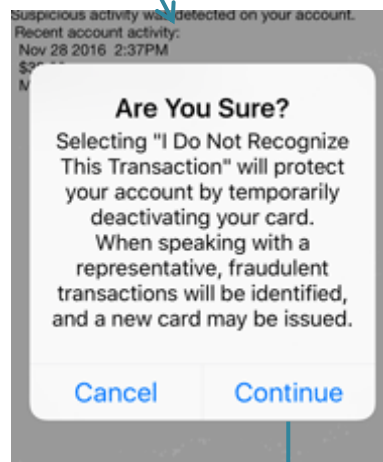 Suspicious activity was detected on your account.
Recent account activity:
Nov 28 2016 2:37PM
Are You Sure?
Selecting "I Do Not Recognize
This Transaction" will protect
your account by temporarily
deactivating your card.
When speaking with a
representative, fraudulent
transactions will be identified,
and a new card may be issued.
Cancel
Continue